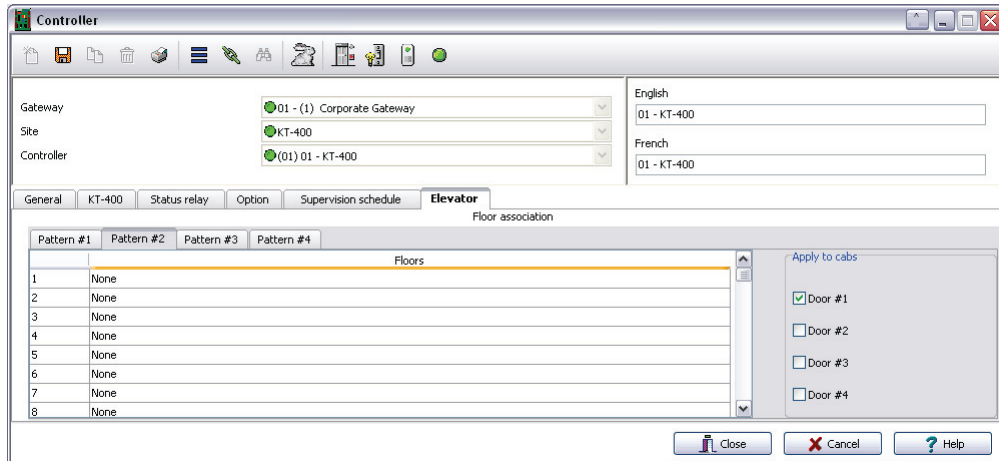 Controller
English
Gateway
01 - (1) Corporate Gateway
01 - KT-400
Site
KT-400
French
Controller
(01) 01 - KT-400
01 - KT-400
General KT-400 Status relay Option Supervision schedule Elevator
Floor association
Pattern #1 Pattern #2 Pattern #3 Pattern #4
Floors
Apply to cabs
1 None
2 None
3 None
4 None
5 None
6 None
7 None
8 None
Door #1
Door #2
Door #3
Door #4
Close Cancel ? Help